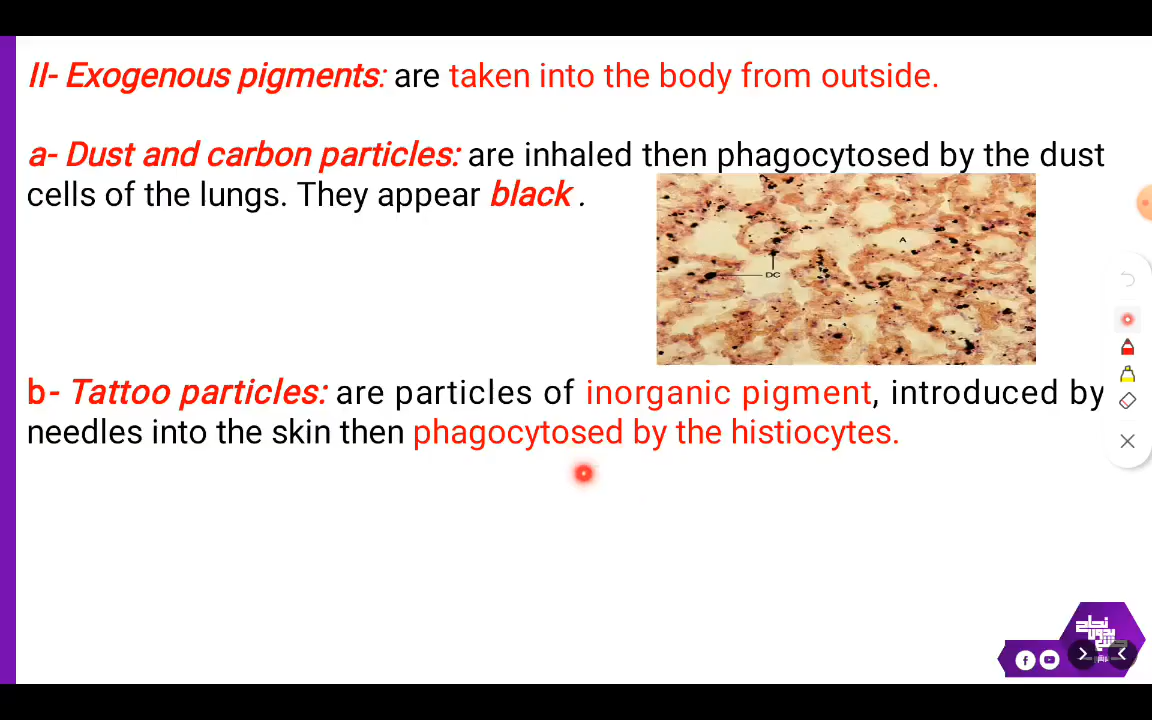 II- Exogenous pigments: are taken into the body from outside.
a- Dust and carbon particles: are inhaled then phagocytosed by the dust
cells of the lungs. They appear black .
A
DC
b- Tattoo particles: are particles of inorganic pigment, introduced by
needles into the skin then phagocytosed by the histiocytes.